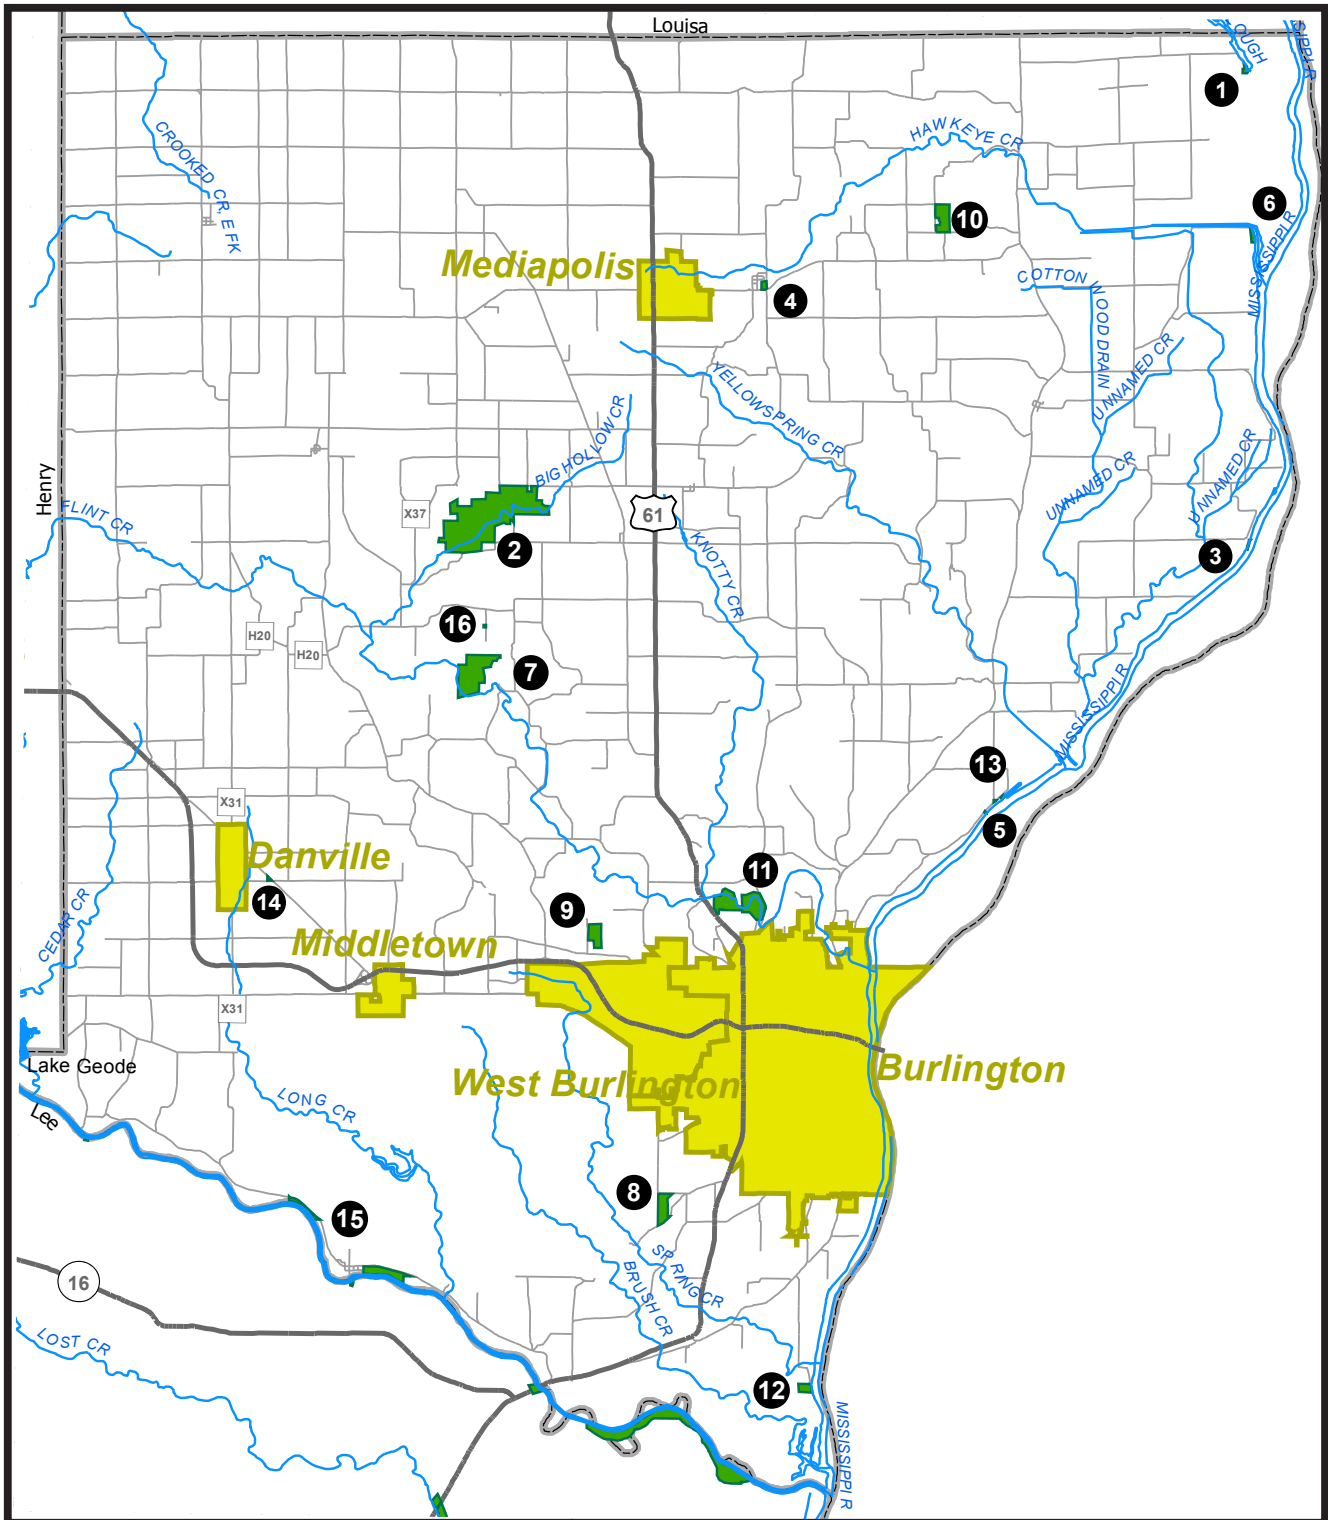 Louisa
OUGH
SIPPI R
1
CROOKED CR, E FK
HAWKEYE CR
6
10
MISSISSIPPI R
Mediapolis
COTTON WOOD DRAIN
4
UNNAMED CR
YELLOWSPRING CR
BIG HOLLOW CR
UNNAMED CR
UNNAMED CR
Henry
FLINT CR
X37
61
2
KNOTTY CR
3
16
H20
H20
7
MISSISSIPPI R
13
X31
5
Danville
11
14
9
CEDAR CR
Middletown
X31
Lake Geode
West Burlington
Burlington
LONG CR
Lee
8
15
SPRING CR
BRUSH CR
16
LOST CR
12
MISSISSIPPI R